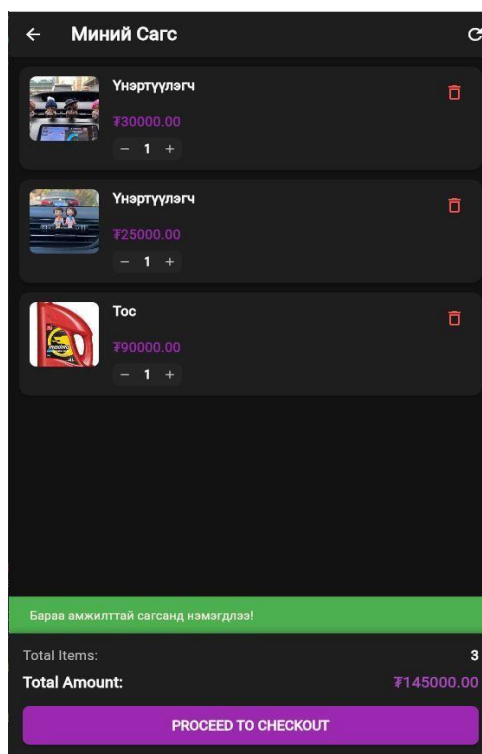 Миний Сагс
Үнэртүүлэгч
₮30000.00
− 1 +
Үнэртүүлэгч
₮25000.00
− 1 +
Тос
₮90000.00
− 1 +
Бараа амжилттай сагсанд нэмэгдлээ!
Total Items: 3
Total Amount: ₮145000.00
PROCEED TO CHECKOUT